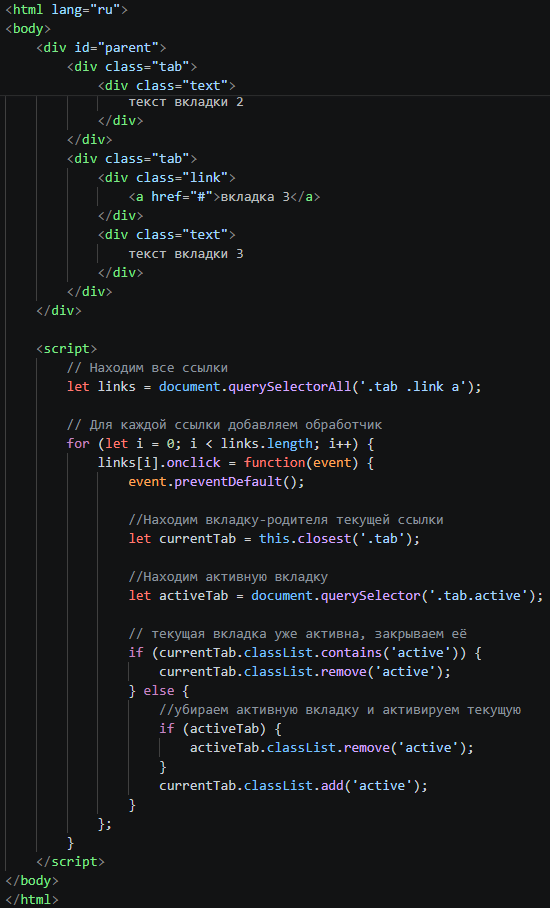 <html lang="ru">
<body>
<div id="parent">
<div class="tab">
<div class="text">
текст вкладки 2
</div>
</div>
<div class="tab">
<div class="link">
<a href="#">вкладка 3</a>
</div>
<div class="text">
текст вкладки 3
</div>
</div>
</div>
<script>
// Находим все ссылки
let links = document.querySelectorAll('.tab .link a');
// Для каждой ссылки добавляем обработчик
for (let i = 0; i < links.length; i++) {
links[i].onclick = function(event) {
event.preventDefault();
//Находим вкладку-родителя текущей ссылки
let currentTab = this.closest('.tab');
//Находим активную вкладку
let activeTab = document.querySelector('.tab.active');
// текущая вкладка уже активна, закрываем её
if (currentTab.classList.contains('active')) {
currentTab.classList.remove('active');
} else {
//убираем активную вкладку и активируем текущую
if (activeTab) {
activeTab.classList.remove('active');
}
currentTab.classList.add('active');
}
};
}
</script>
</body>
</html>